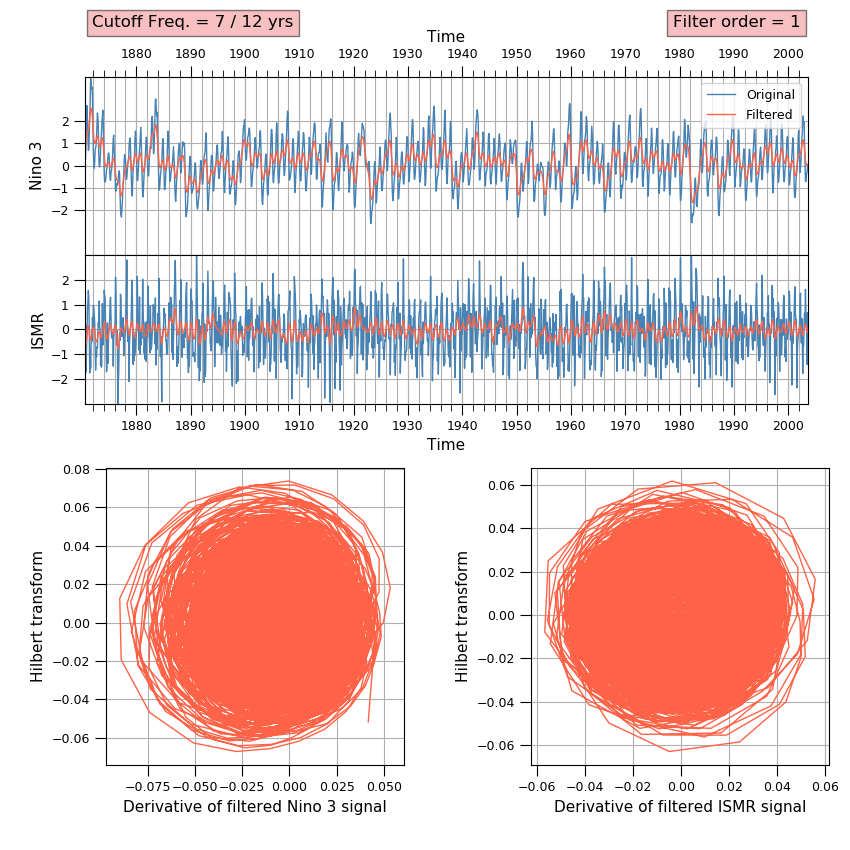 Cutoff Freq. = 7 / 12 yrs
Filter order = 1
Time
1880 1890 1900 1910 1920 1930 1940 1950 1960 1970 1980 1990 2000
Original
Filtered
Nino 3
2
1
0
−1
−2
ISMR
2
1
0
−1
−2
1880 1890 1900 1910 1920 1930 1940 1950 1960 1970 1980 1990 2000
Time
Hilbert transform
0.08
0.06
0.04
0.02
0.00
−0.02
−0.04
−0.06
−0.075 −0.050 −0.025 0.000 0.025 0.050
Derivative of filtered Nino 3 signal
Hilbert transform
0.06
0.04
0.02
0.00
−0.02
−0.04
−0.06
−0.06 −0.04 −0.02 0.00 0.02 0.04 0.06
Derivative of filtered ISMR signal